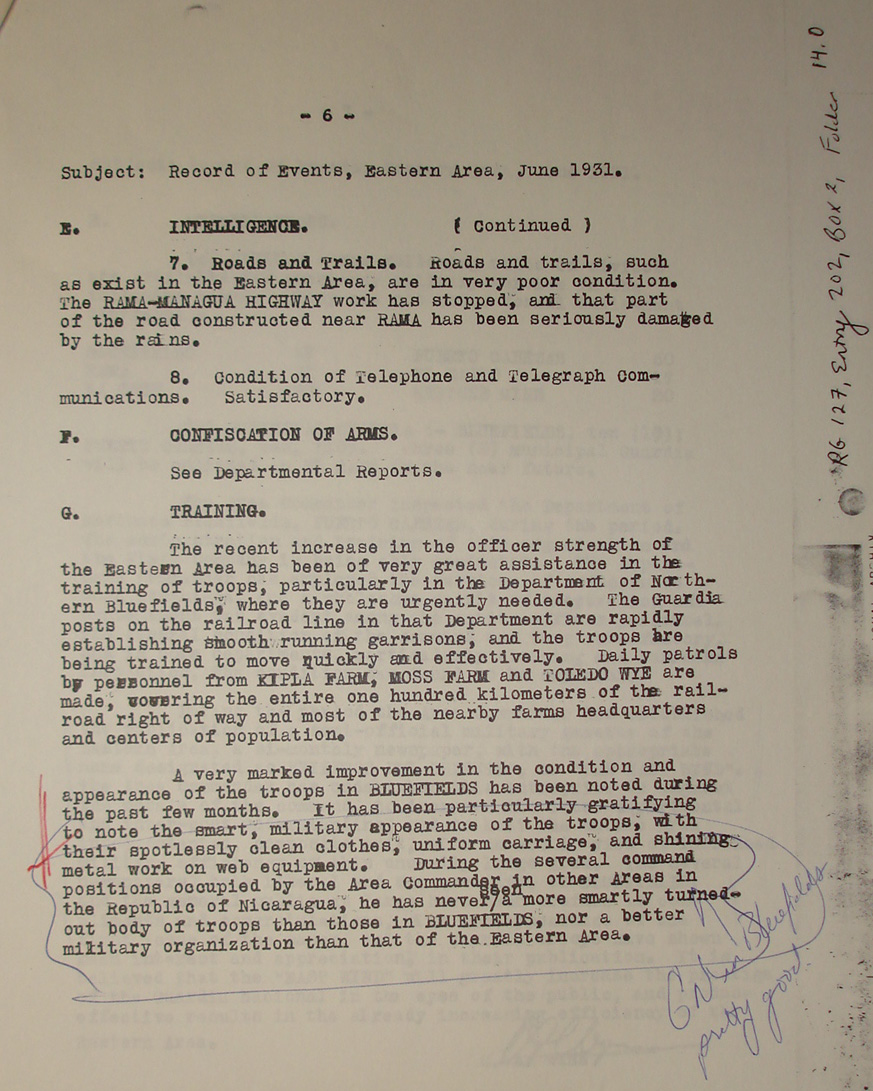 - 6 -
Subject: Record of Events, Eastern Area, June 1931.
E. INTELLIGENCE. ( Continued )
7. Roads and Trails. Roads and trails, such
as exist in the Eastern Area, are in very poor condition.
The RAMA-MANAGUA HIGHWAY work has stopped, and that part
of the road constructed near RAMA has been seriously damaged
by the rains.
8. Condition of Telephone and Telegraph Com-
munications. Satisfactory.
F. CONFISCATION OF ARMS.
See Departmental Reports.
G. TRAINING.
The recent increase in the officer strength of
the Eastern Area has been of very great assistance in the
training of troops, particularly in the Department of North-
ern Bluefields, where they are urgently needed. The Guardia
posts on the railroad line in that Department are rapidly
establishing smooth running garrisons, and the troops are
being trained to move quickly and effectively. Daily patrols
by personnel from KIPLA FARM, MOSS FARM and TOLEDO WYE are
made, covering the entire one hundred kilometers of the rail-
road right of way and most of the nearby farms headquarters
and centers of population.
A very marked improvement in the condition and
appearance of the troops in BLUEFIELDS has been noted during
the past few months. It has been particularly gratifying
to note the smart, military appearance of the troops, with
their spotlessly clean clothes, uniform carriage, and shining
metal work on web equipment. During the several command
positions occupied by the Area Commander in other Areas in
the Republic of Nicaragua, he has never/seen a more smartly turned-
out body of troops than those in BLUEFIELDS, nor a better
military organization than that of the Eastern Area.
GN in Bluefields
pretty good.
RG 127, Entry 202, Box 2, Folder 14.0